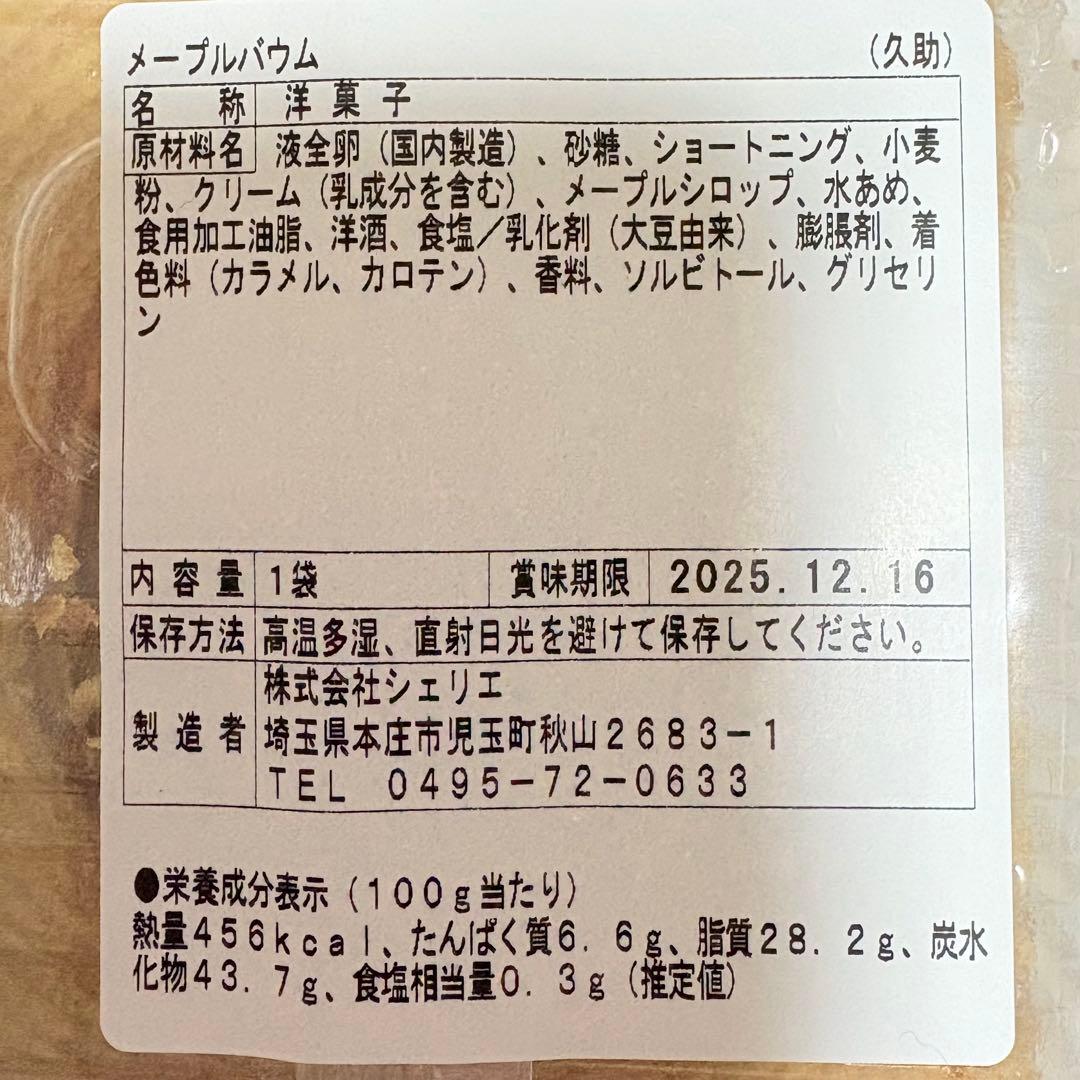 メープルバウム (久助)
名称 洋菓子
原材料名 液全卵（国内製造）、砂糖、ショートニング、小麦
粉、クリーム（乳成分を含む）、メープルシロップ、水あめ、
食用加工油脂、洋酒、食塩／乳化剤（大豆由来）、膨脹剤、着
色料（カラメル、カロテン）、香料、ソルビトール、グリセリ
ン
内容量 1袋 賞味期限 2025.12.16
保存方法 高温多湿、直射日光を避けて保存してください。
株式会社シェリエ
製造者 埼玉県本庄市児玉町秋山２６８３－１
ＴＥＬ　０４９５－７２－０６３３
●栄養成分表示（１００ｇ当たり）
熱量４５６ｋｃａｌ、たんぱく質６．６ｇ、脂質２８．２ｇ、炭水
化物４３．７ｇ、食塩相当量０．３ｇ（推定値）